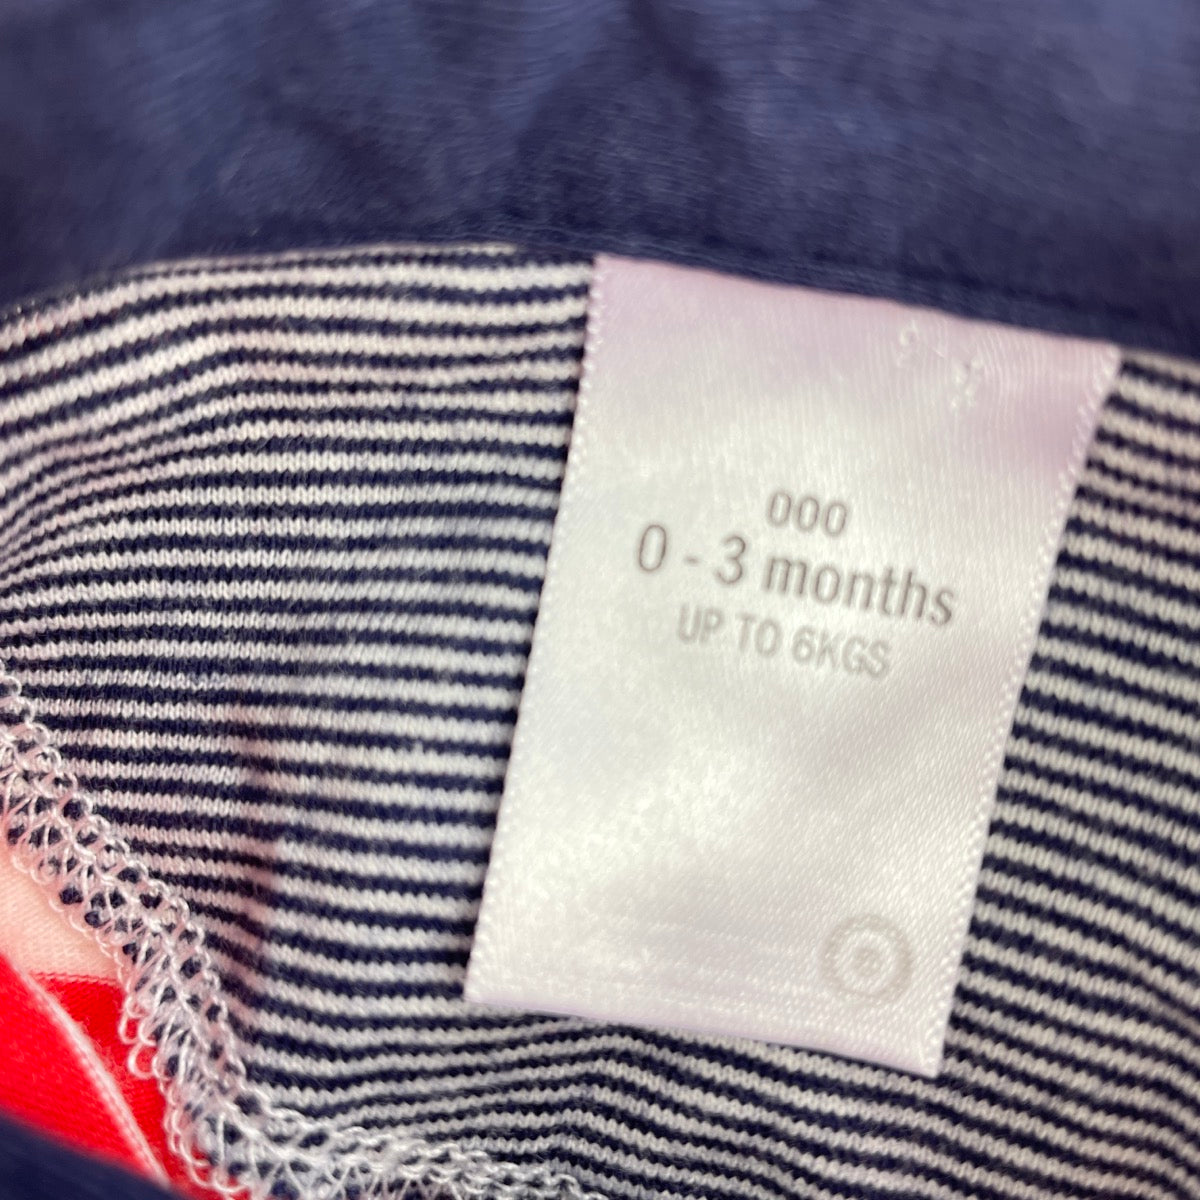 000
0 - 3 months
UP TO 6KGS